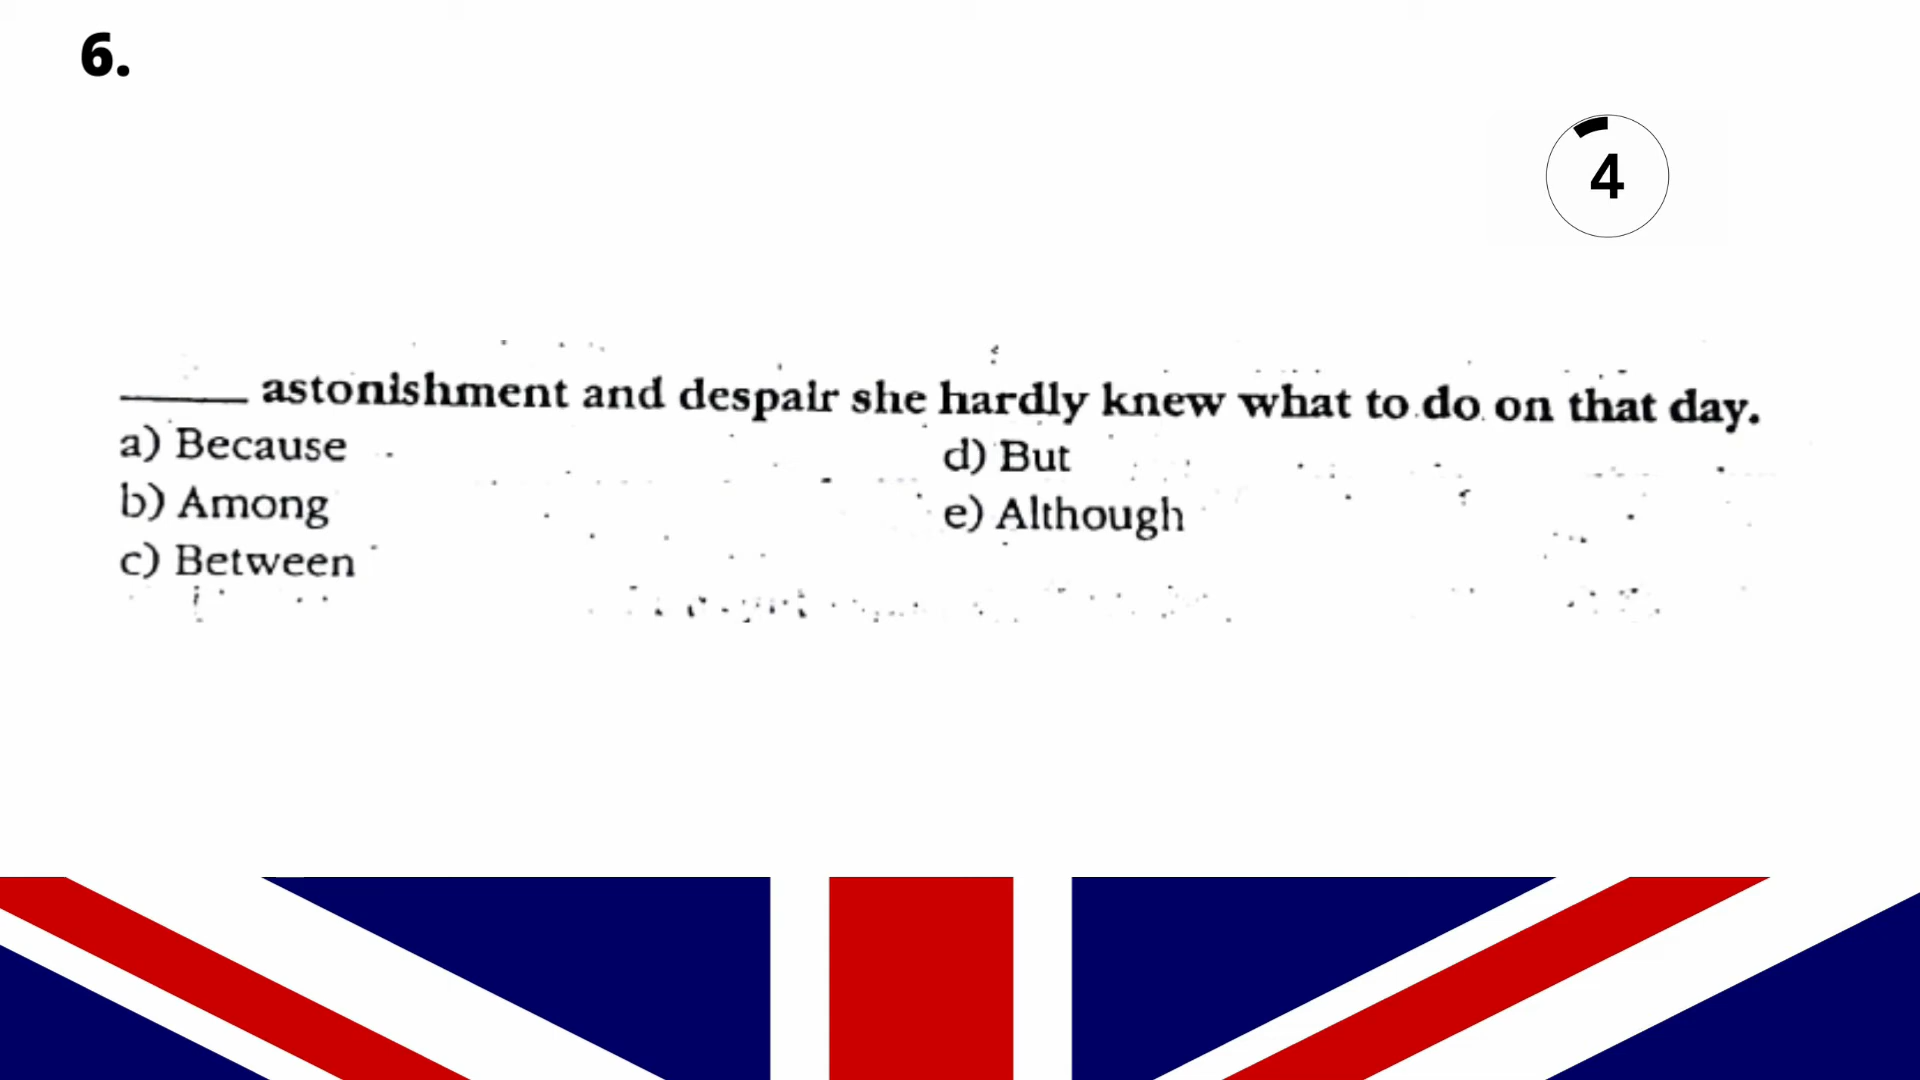 6.
4
_____ astonishment and despair she hardly knew what to do on that day.
a) Because
b) Among
c) Between
d) But
e) Although